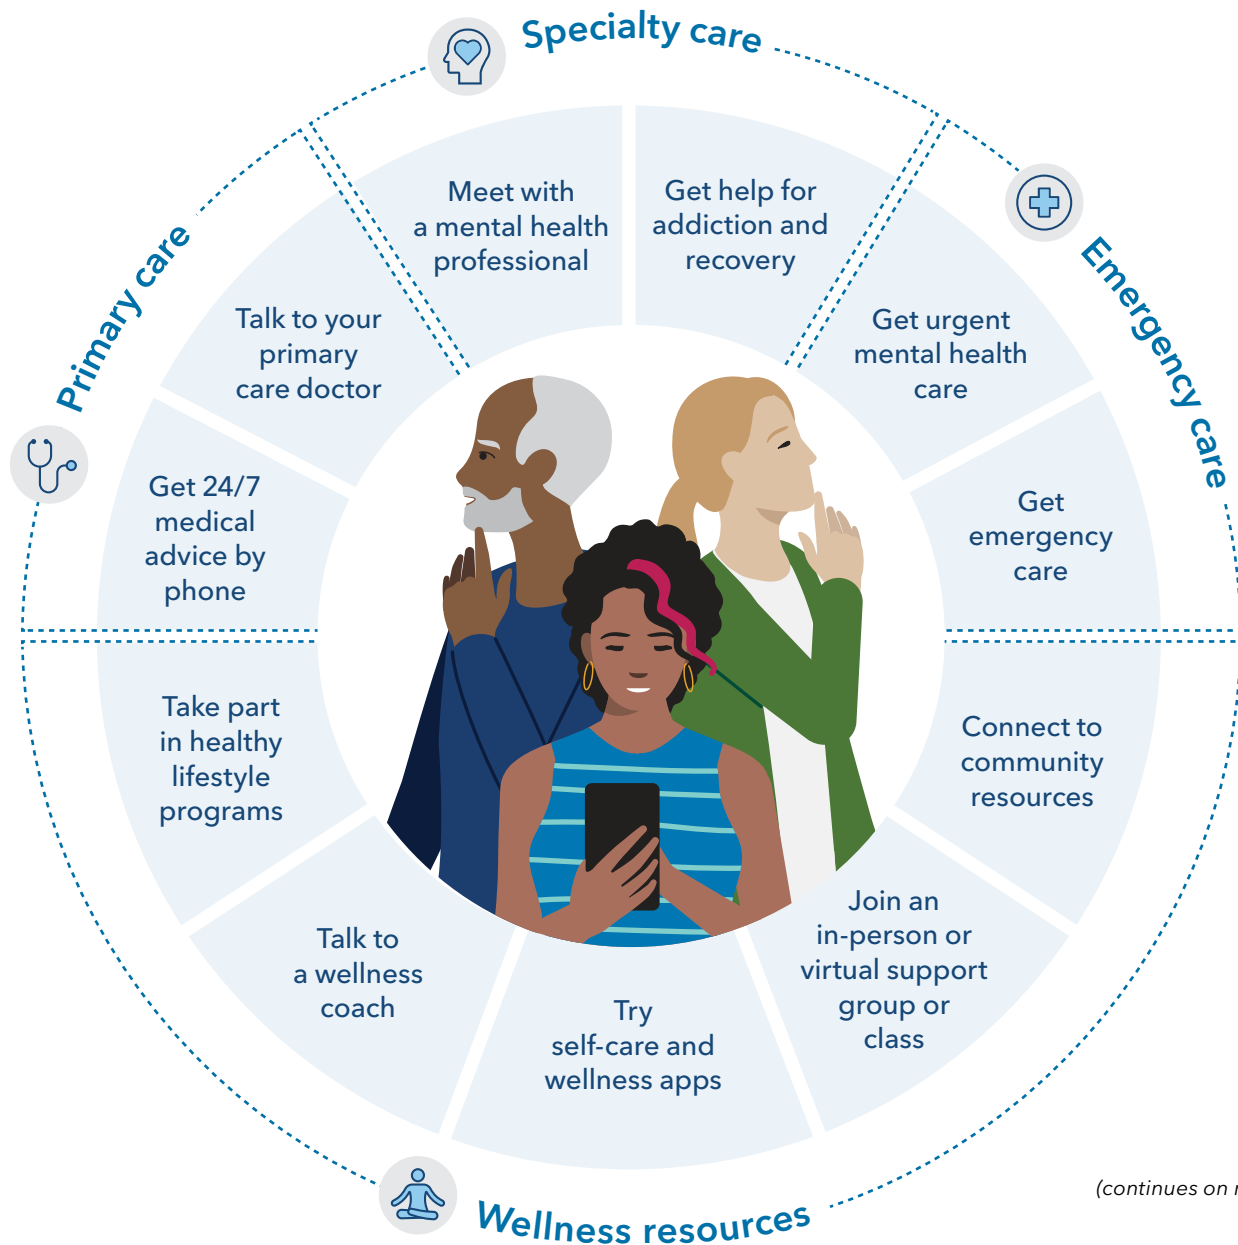 Specialty care
Meet with
a mental health
professional
Get help for
addiction and
recovery
Emergency care
Get urgent
mental health
care
Get
emergency
care
Primary care
Talk to your
primary
care doctor
Get 24/7
medical
advice by
phone
Take part
in healthy
lifestyle
programs
Talk to
a wellness
coach
Try
self-care and
wellness apps
Join an
in-person or
virtual support
group or
class
Connect to
community
resources
Wellness resources
(continues on